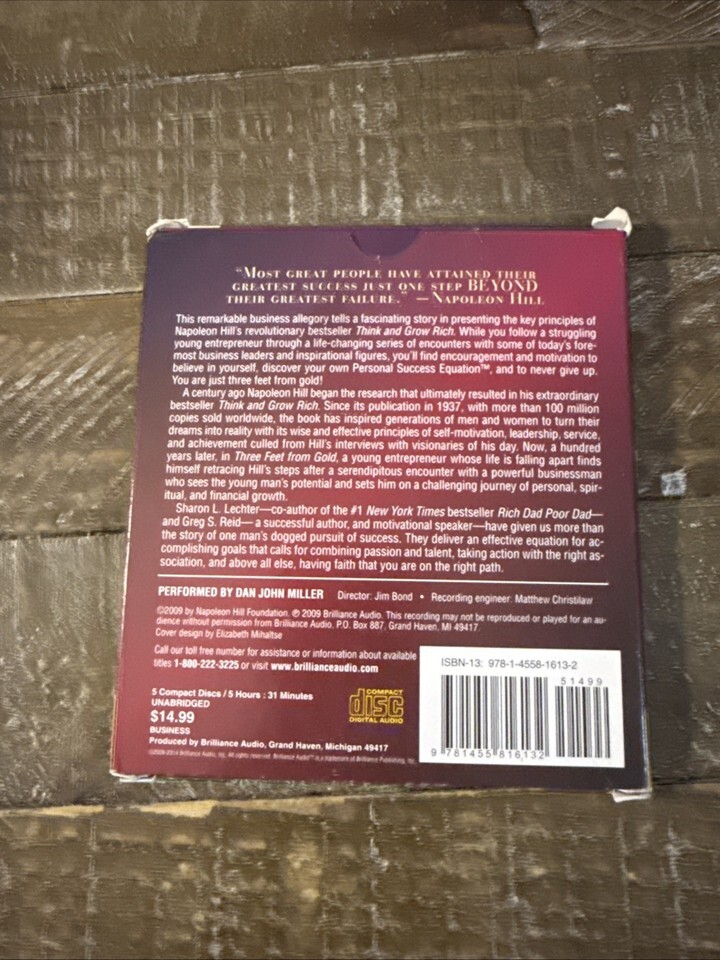 “MOST GREAT PEOPLE HAVE ATTAINED THEIR
GREATEST SUCCESS JUST ONE STEP BEYOND
THEIR GREATEST FAILURE.” —NAPOLEON HILL
This remarkable business allegory tells a fascinating story in presenting the key principles of
Napoleon Hill's revolutionary bestseller Think and Grow Rich. While you follow a struggling
young entrepreneur through a life-changing series of encounters with some of today's fore-
most business leaders and inspirational figures, you'll find encouragement and motivation to
believe in yourself, discover your own Personal Success Equation™, and to never give up.
You are just three feet from gold!
A century ago Napoleon Hill began the research that ultimately resulted in his extraordinary
bestseller Think and Grow Rich. Since its publication in 1937, with more than 100 million
copies sold worldwide, the book has inspired generations of men and women to turn their
dreams into reality with its wise and effective principles of self-motivation, leadership, service,
and achievement culled from Hill's interviews with visionaries of his day. Now, a hundred
years later, in Three Feet from Gold, a young entrepreneur whose life is falling apart finds
himself retracing Hill's steps after a serendipitous encounter with a powerful businessman
who sees the young man's potential and sets him on a challenging journey of personal, spir-
itual, and financial growth.
Sharon L. Lechter—co-author of the #1 New York Times bestseller Rich Dad Poor Dad—
and Greg S. Reid— a successful author, and motivational speaker—have given us more than
the story of one man's dogged pursuit of success. They deliver an effective equation for ac-
complishing goals that calls for combining passion and talent, taking action with the right as-
sociation, and above all else, having faith that you are on the right path.
PERFORMED BY DAN JOHN MILLER Director: Jim Bond • Recording engineer: Matthew Christilaw
©2009 by Napoleon Hill Foundation. ℗ 2009 Brilliance Audio. This recording may not be reproduced or played for an au-
dience without permission from Brilliance Audio, P.O. Box 887, Grand Haven, MI 49417.
Cover design by Elizabeth Mihaltse
Call our toll free number for assistance or information about available
titles 1-800-222-3225 or visit www.brillianceaudio.com
5 Compact Discs / 5 Hours : 31 Minutes
UNABRIDGED
$14.99
BUSINESS
Produced by Brilliance Audio, Grand Haven, Michigan 49417
©2009-2014 Brilliance Audio, Inc. All rights reserved. Brilliance Audio™ is a trademark of Brilliance Publishing, Inc.
COMPACT
disc
DIGITAL AUDIO
ISBN-13: 978-1-4558-1613-2
51499
9 781455 816132